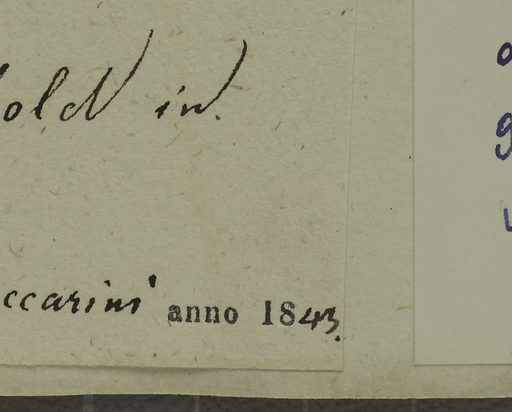 old in.
ccarini anno 1843.